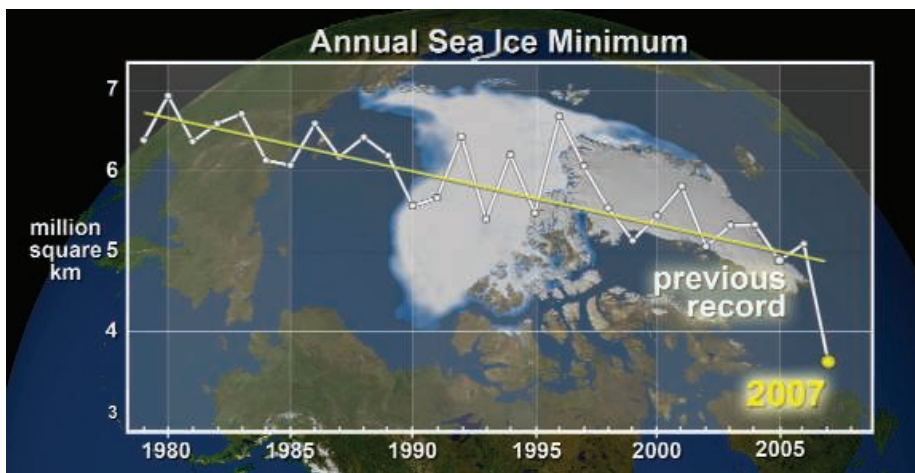 Annual Sea Ice Minimum
7
6
million
square 5
km
previous
record
4
2007
3
1980 1985 1990 1995 2000 2005